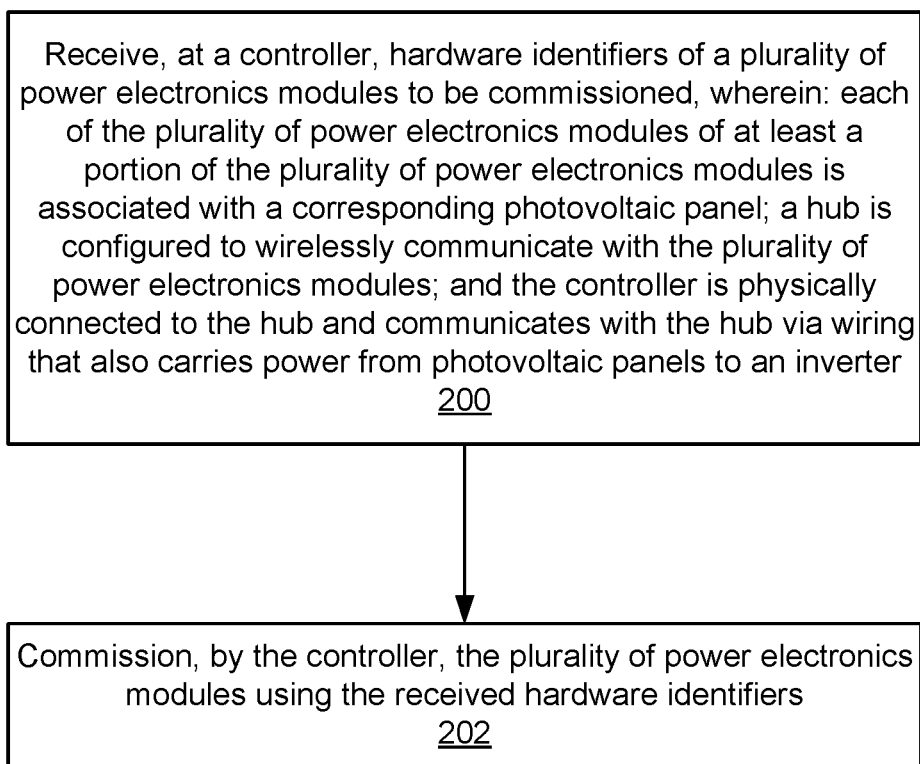 Receive, at a controller, hardware identifiers of a plurality of
power electronics modules to be commissioned, wherein: each
of the plurality of power electronics modules of at least a
portion of the plurality of power electronics modules is
associated with a corresponding photovoltaic panel; a hub is
configured to wirelessly communicate with the plurality of
power electronics modules; and the controller is physically
connected to the hub and communicates with the hub via wiring
that also carries power from photovoltaic panels to an inverter
200
Commission, by the controller, the plurality of power electronics
modules using the received hardware identifiers
202